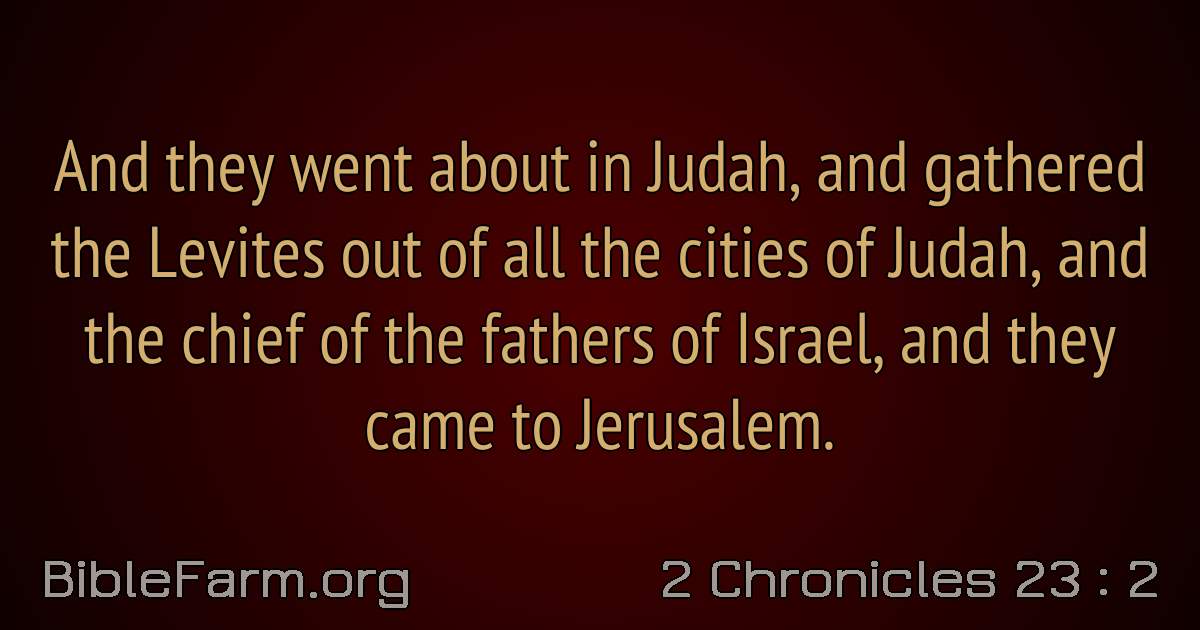 And they went about in Judah, and gathered
the Levites out of all the cities of Judah, and
the chief of the fathers of Israel, and they
came to Jerusalem.
BibleFarm.org
2 Chronicles 23 : 2